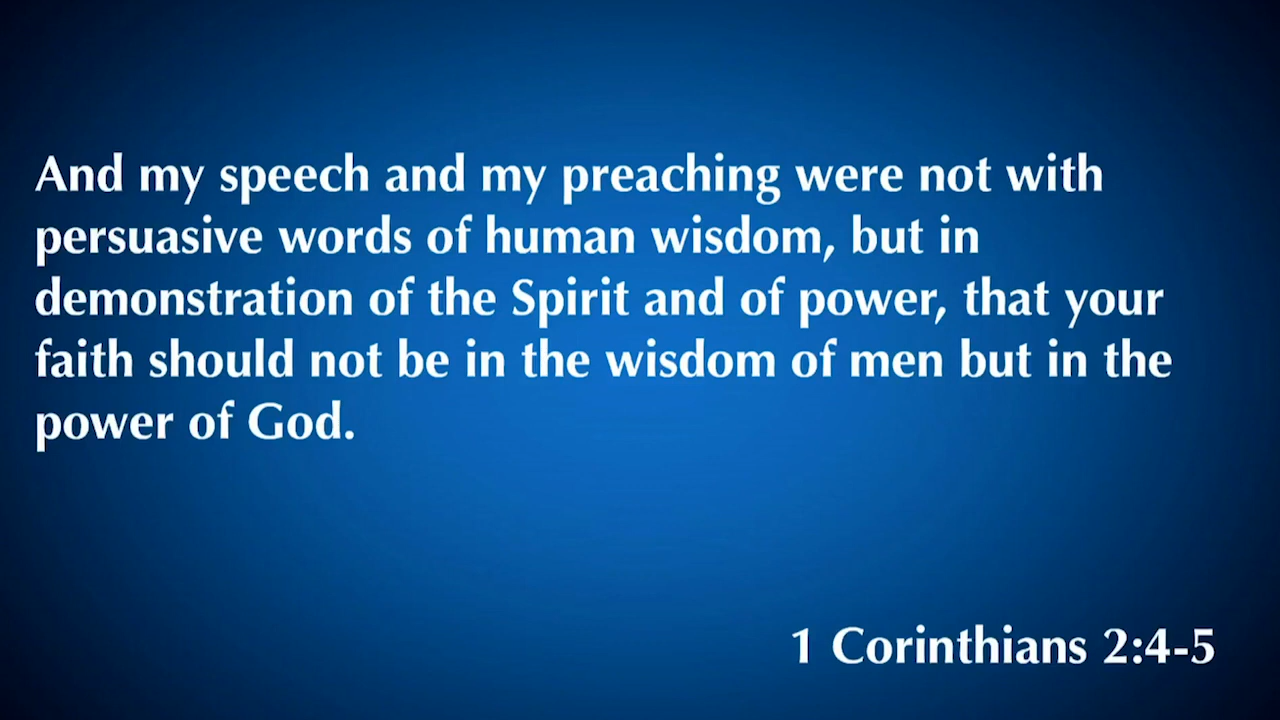 And my speech and my preaching were not with
persuasive words of human wisdom, but in
demonstration of the Spirit and of power, that your
faith should not be in the wisdom of men but in the
power of God.
1 Corinthians 2:4-5